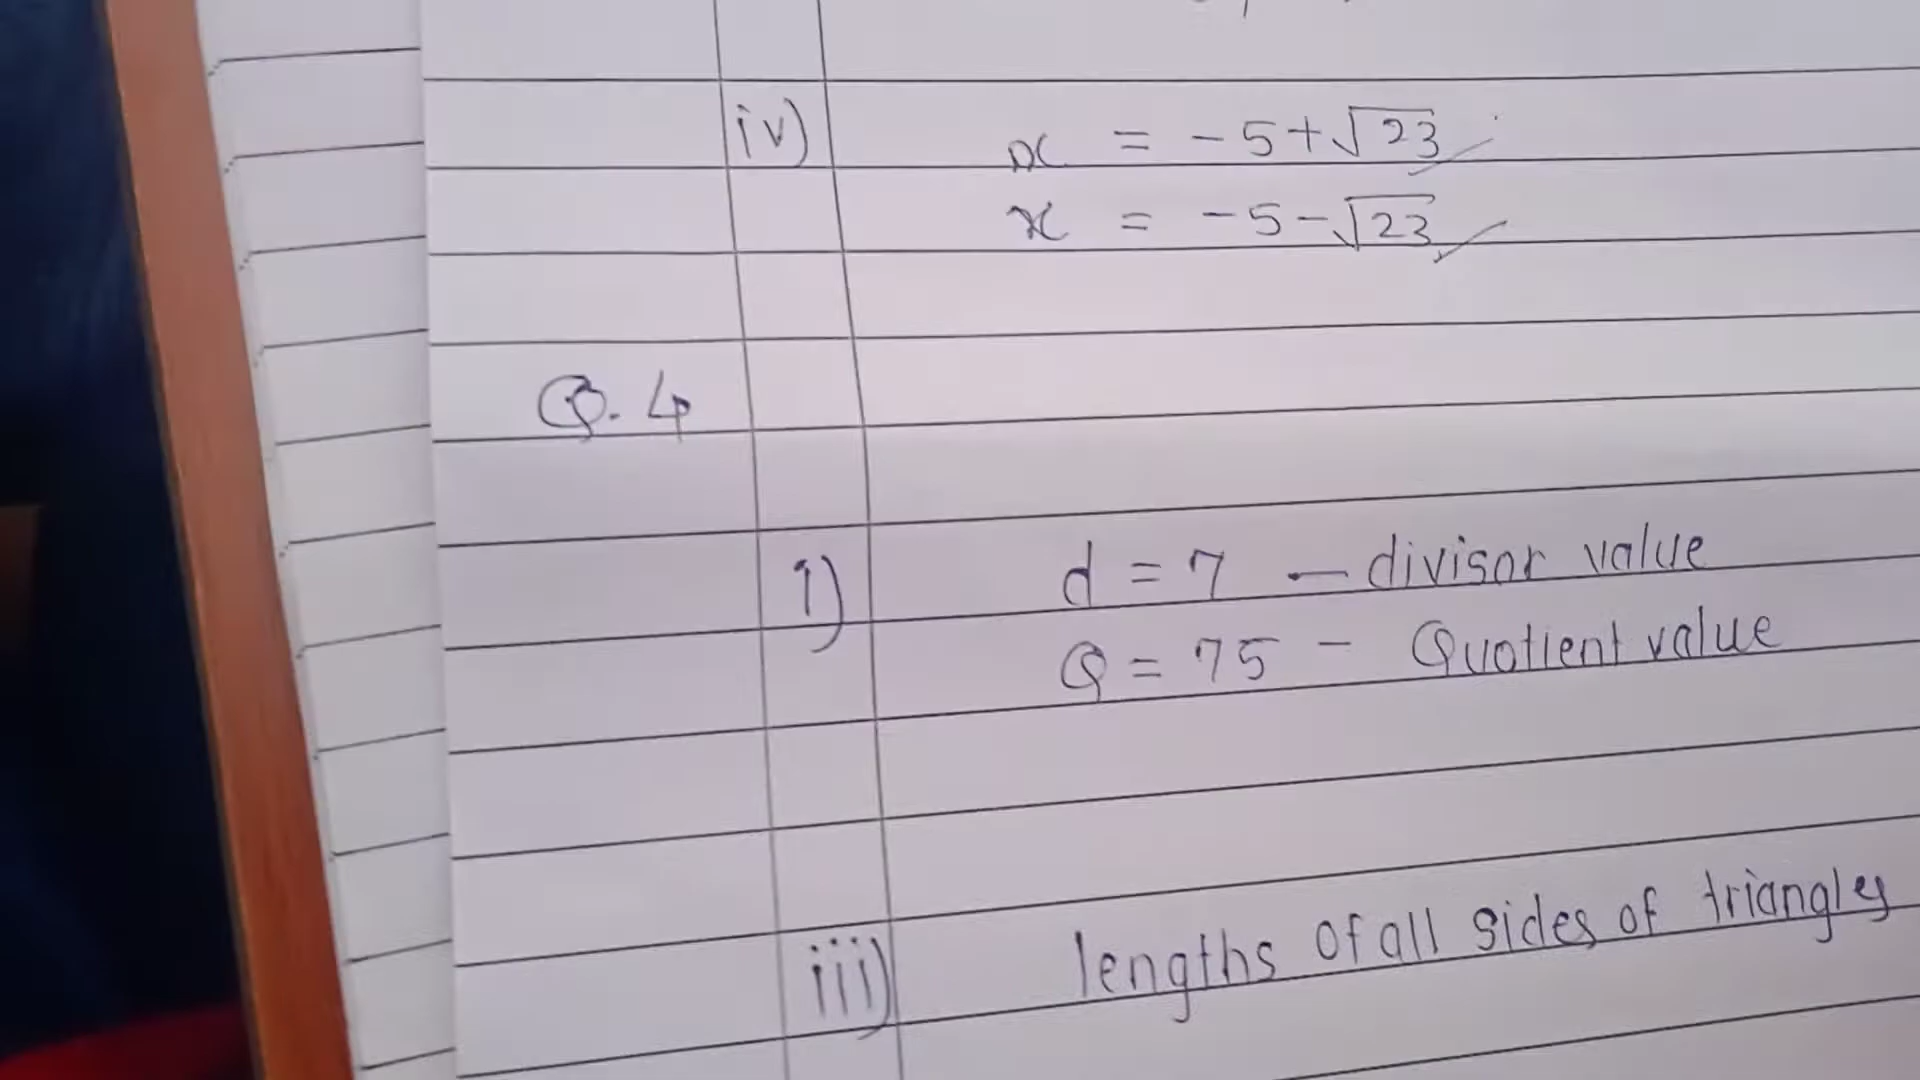 iv) x = -5+√23
x = -5-√23
Q.4
i) d = 7 — divisor value
Q = 75 - Quotient value
iii) lengths of all sides of triangles